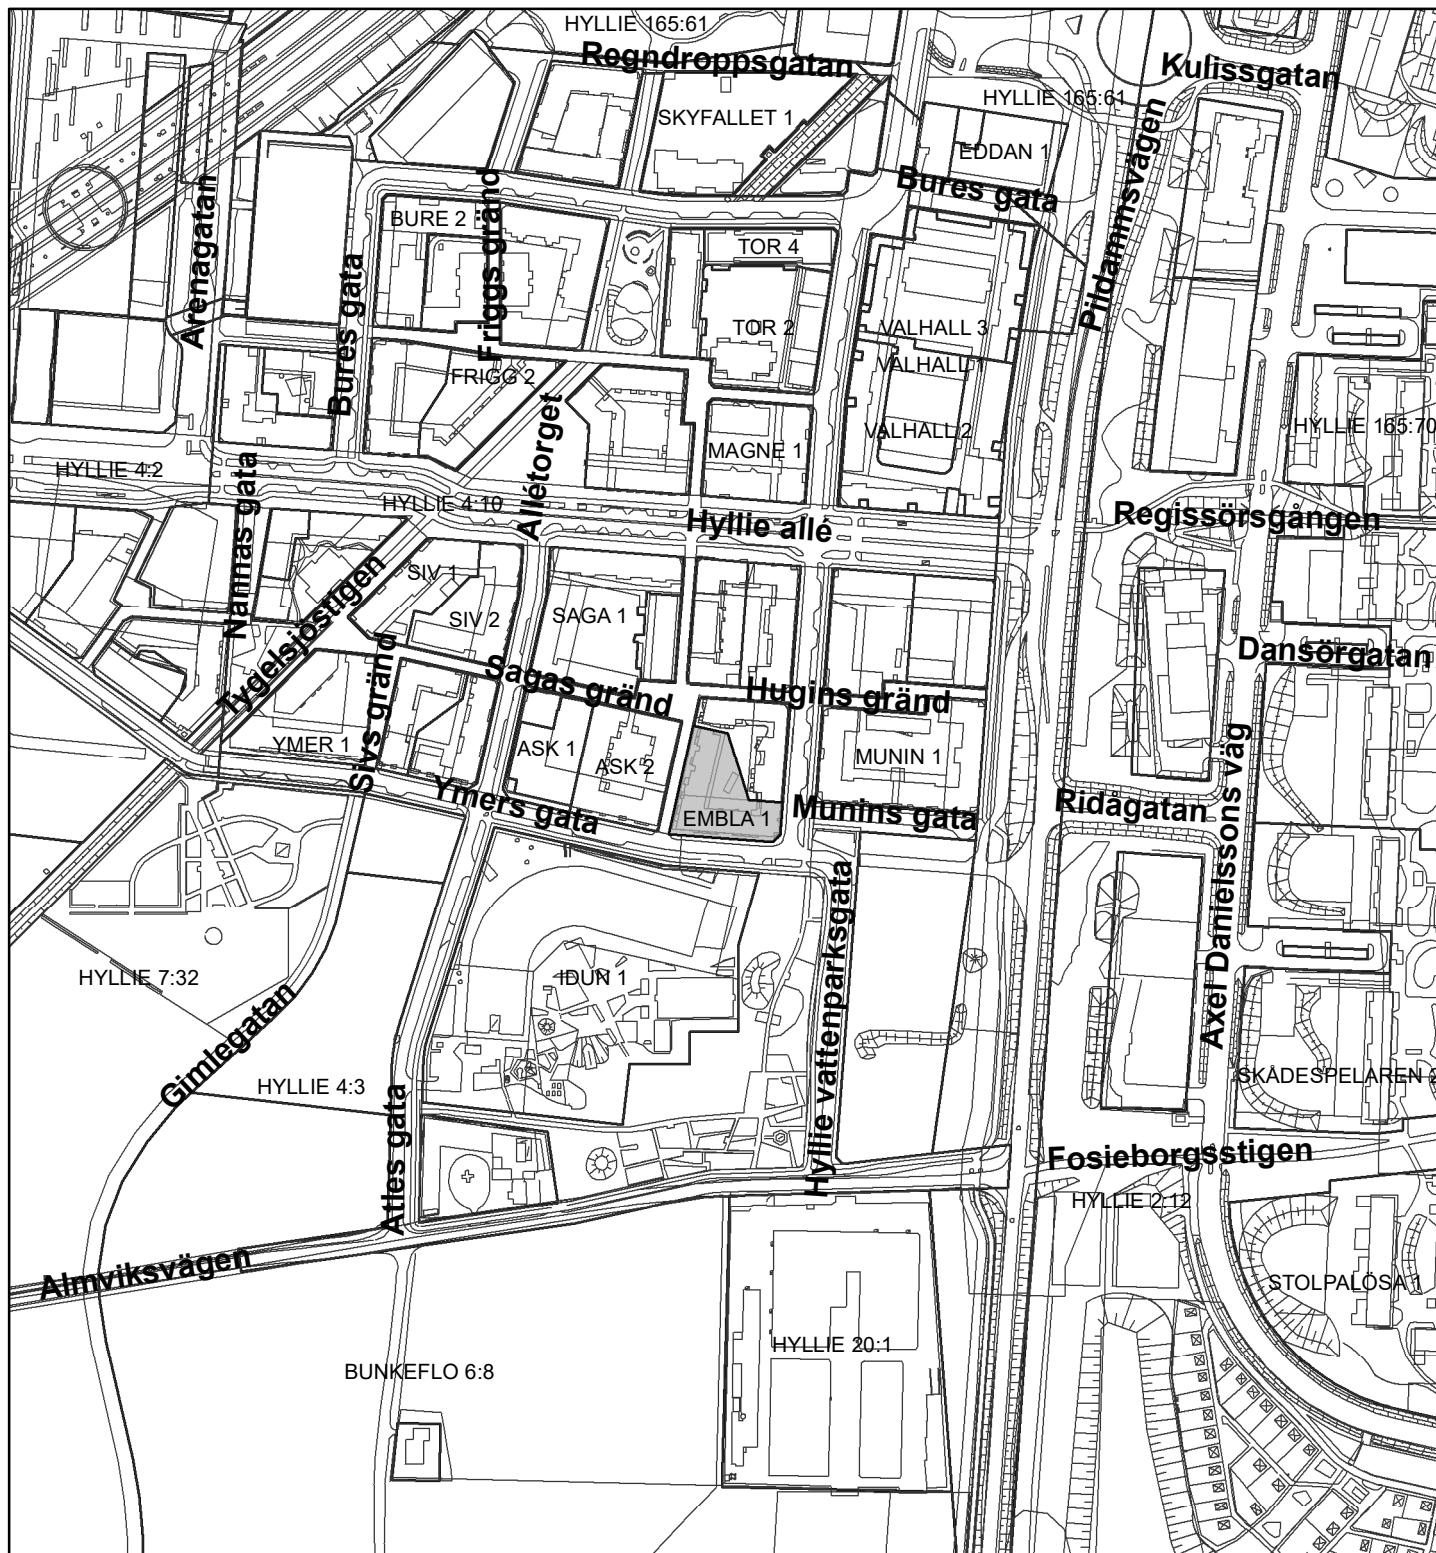 HYLLIE 165:61
Regndroppsgatan
Kulissgatan
HYLLIE 165:61
SKYFALLET 1
EDDAN 1
Bures gata
Pildammsvägen
Arenagatan
BURE 2
Friggs gränd
TOR 4
Bures gata
TOR 2
VALHALL 3
VALHALL 1
FRIGG 2
Allétorget
VALHALL 2
MAGNE 1
HYLLIE 165:70
HYLLIE 4:2
Nannas gata
HYLLIE 4:10
Hyllie allé
Regissörsgången
SIV 1
Tygelsjöstigen
SIV 2
SAGA 1
Dansörgatan
Sagas gränd
Hugins gränd
Sivs gränd
YMER 1
ASK 1
ASK 2
MUNIN 1
Axel Danielssons väg
Ymers gata
EMBLA 1
Munins gata
Ridågatan
HYLLIE 7:32
IDUN 1
Hyllie vattenparksgata
Gimlegatan
HYLLIE 4:3
SKÅDESPELAREN 2
Atles gata
Fosieborgsstigen
HYLLIE 2:12
Almviksvägen
STOLPALÖSA 1
HYLLIE 20:1
BUNKEFLO 6:8